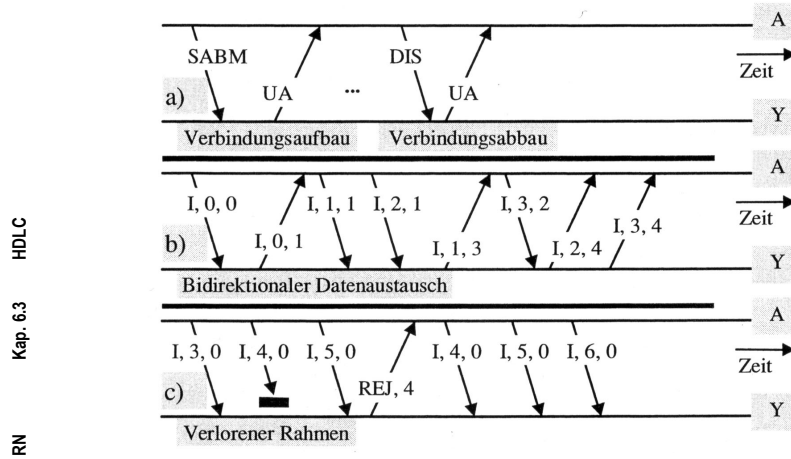 A
SABM
DIS
Zeit
a)
UA
...
UA
Y
Verbindungsaufbau
Verbindungsabbau
A
I, 0, 0
I, 1, 1
I, 2, 1
I, 3, 2
Zeit
b)
I, 0, 1
I, 1, 3
I, 2, 4
I, 3, 4
Y
Bidirektionaler Datenaustausch
A
I, 3, 0
I, 4, 0
I, 5, 0
I, 4, 0
I, 5, 0
I, 6, 0
Zeit
c)
REJ, 4
Y
Verlorener Rahmen
RN Kap. 6.3 HDLC